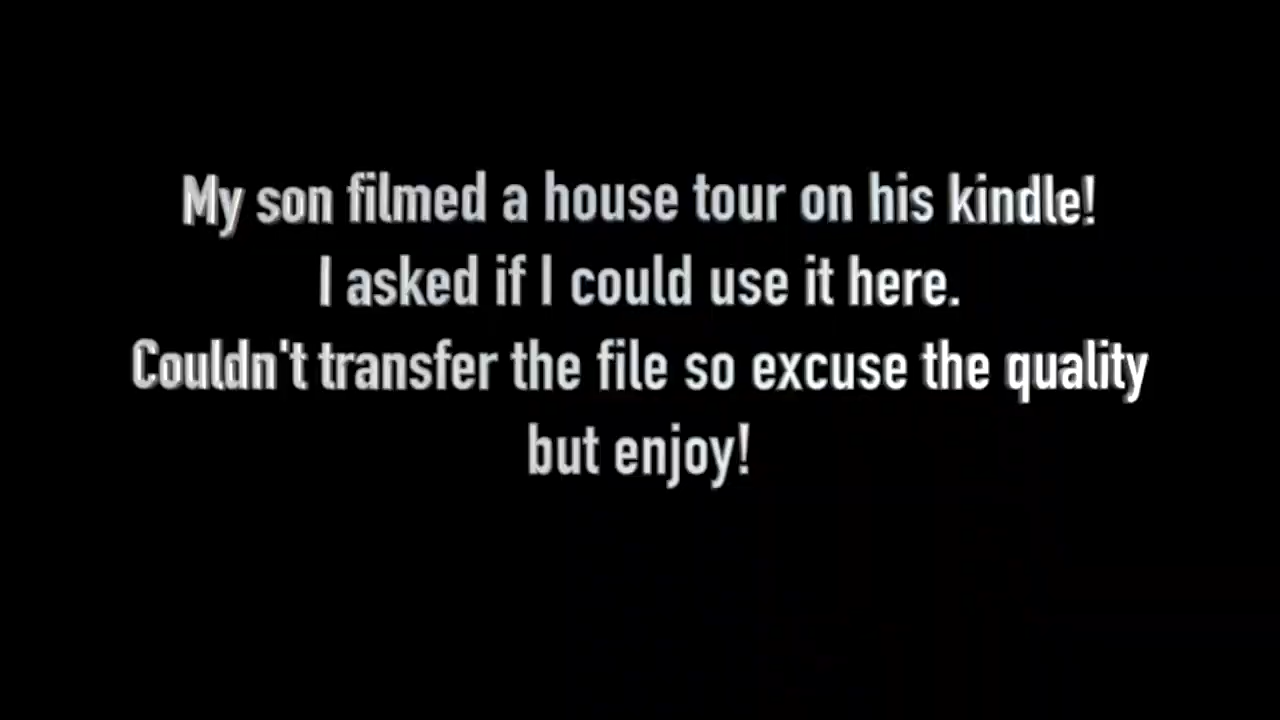 My son filmed a house tour on his kindle!
I asked if I could use it here.
Couldn't transfer the file so excuse the quality
but enjoy!